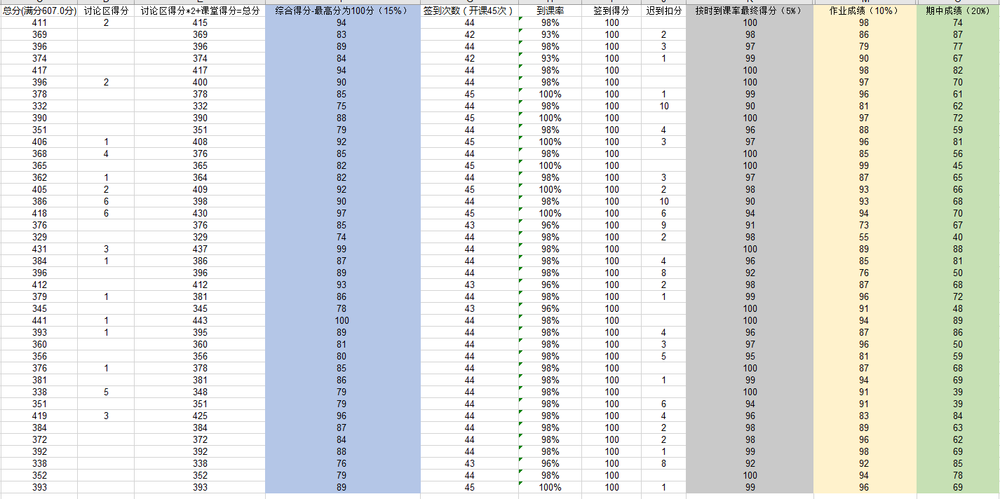 总分(满分607.0分) 讨论区得分 讨论区得分*2+课堂得分=总分 综合得分-最高分为100分（15%） 签到次数（开课45次） 到课率 签到得分 迟到扣分 按时到课率最终得分（5%） 作业成绩（10%） 期中成绩（20%）
411 2 415 94 44 98% 100 100 98 74
369 369 83 42 93% 100 2 98 86 87
396 396 89 44 98% 100 3 97 79 77
374 374 84 42 93% 100 1 99 90 67
417 417 94 44 98% 100 100 98 82
396 2 400 90 44 98% 100 100 97 70
378 378 85 45 100% 100 1 99 96 61
332 332 75 44 98% 100 10 90 81 62
390 390 88 45 100% 100 100 97 72
351 351 79 44 98% 100 4 96 88 59
406 1 408 92 45 100% 100 3 97 96 81
368 4 376 85 44 98% 100 100 85 56
365 365 82 45 100% 100 100 99 45
362 1 364 82 44 98% 100 3 97 87 65
405 2 409 92 45 100% 100 2 98 93 66
386 6 398 90 44 98% 100 10 90 93 68
418 6 430 97 45 100% 100 6 94 94 70
376 376 85 43 96% 100 9 91 73 67
329 329 74 44 98% 100 2 98 55 40
431 3 437 99 44 98% 100 100 89 88
384 1 386 87 44 98% 100 4 96 85 81
396 396 89 44 98% 100 8 92 76 50
412 412 93 43 96% 100 2 98 87 68
379 1 381 86 44 98% 100 1 99 96 72
345 345 78 43 96% 100 100 91 48
441 1 443 100 44 98% 100 100 94 89
393 1 395 89 44 98% 100 4 96 87 86
360 360 81 44 98% 100 3 97 96 50
356 356 80 44 98% 100 5 95 81 59
376 1 378 85 44 98% 100 100 87 68
381 381 86 44 98% 100 1 99 94 69
338 5 348 79 44 98% 100 100 91 39
351 351 79 44 98% 100 6 94 91 39
419 3 425 96 44 98% 100 4 96 83 84
384 384 87 44 98% 100 2 98 89 63
372 372 84 44 98% 100 2 98 96 62
392 392 88 44 98% 100 1 99 98 69
338 338 76 43 96% 100 8 92 92 85
352 352 79 44 98% 100 100 94 78
393 393 89 45 100% 100 1 99 96 69